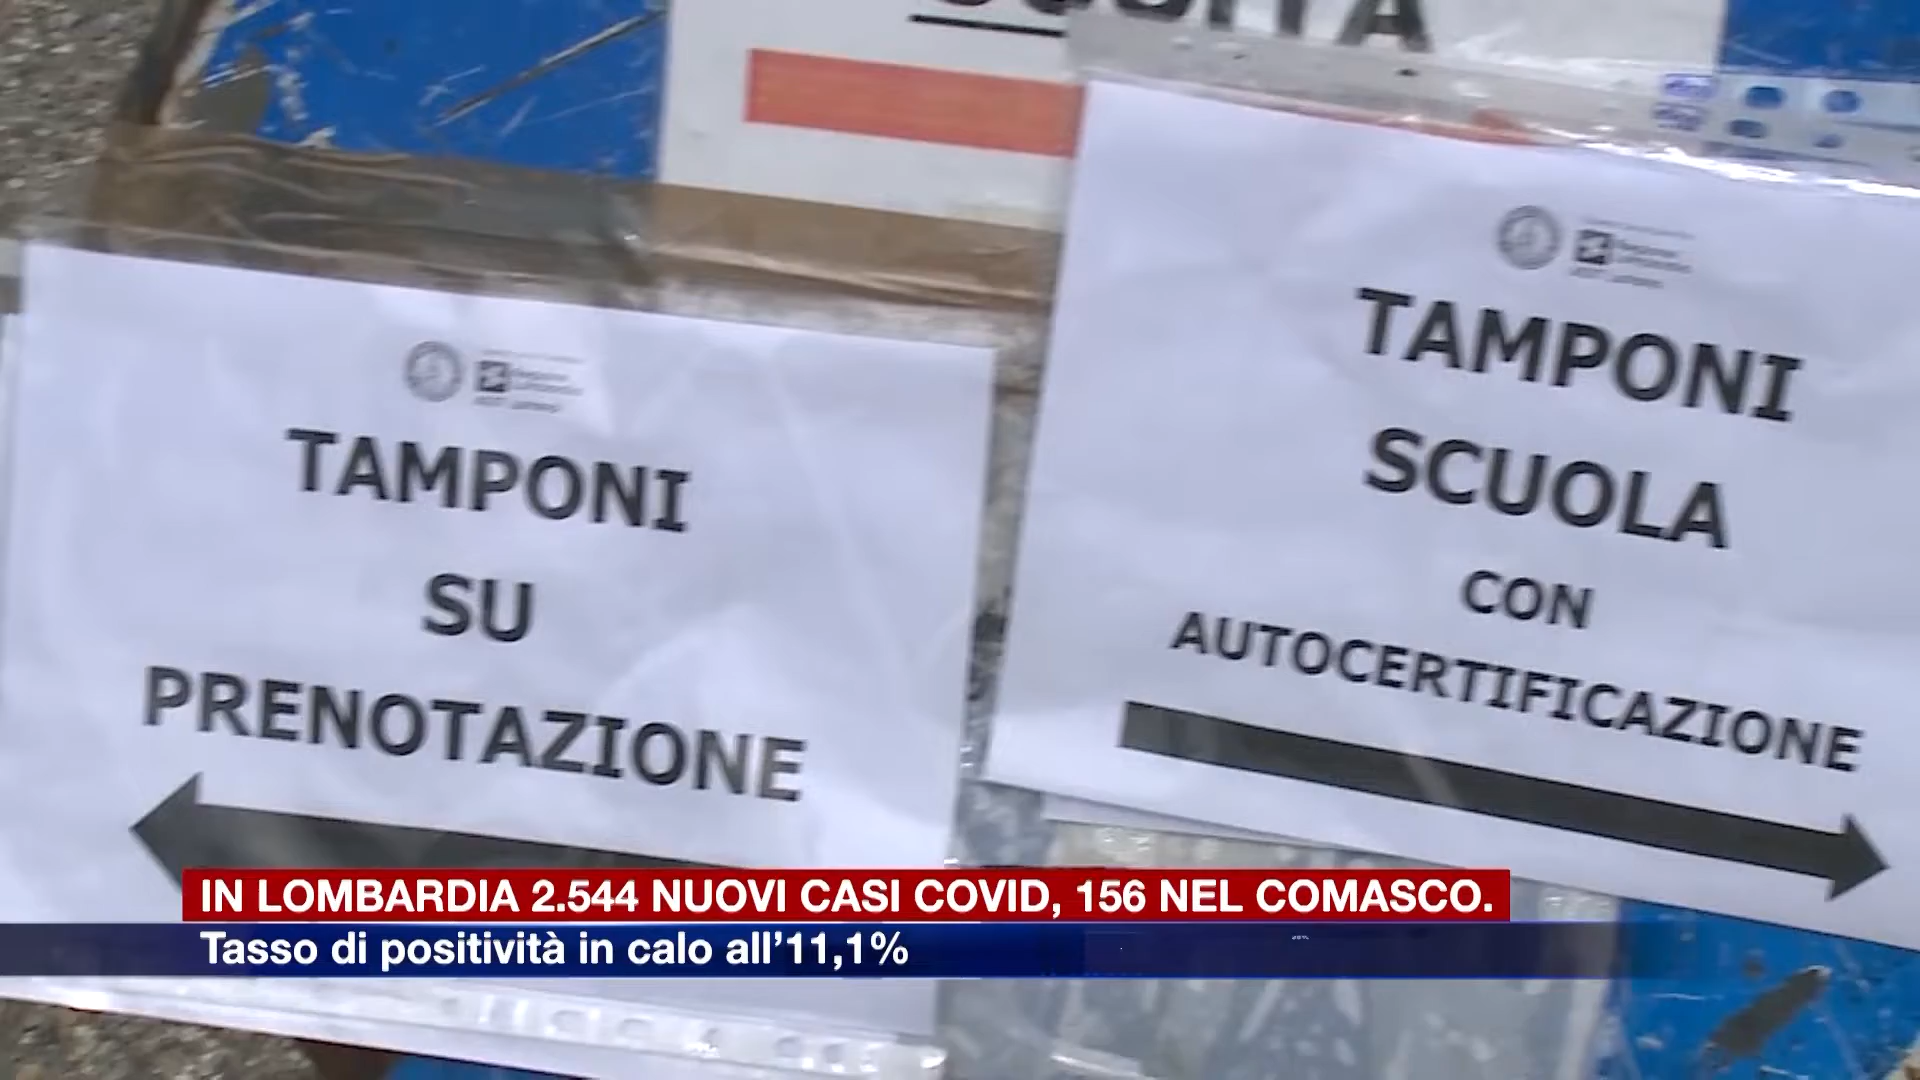 TAMPONI
SU
PRENOTAZIONE
TAMPONI
SCUOLA
CON
AUTOCERTIFICAZIONE
IN LOMBARDIA 2.544 NUOVI CASI COVID, 156 NEL COMASCO.
Tasso di positività in calo all’11,1%